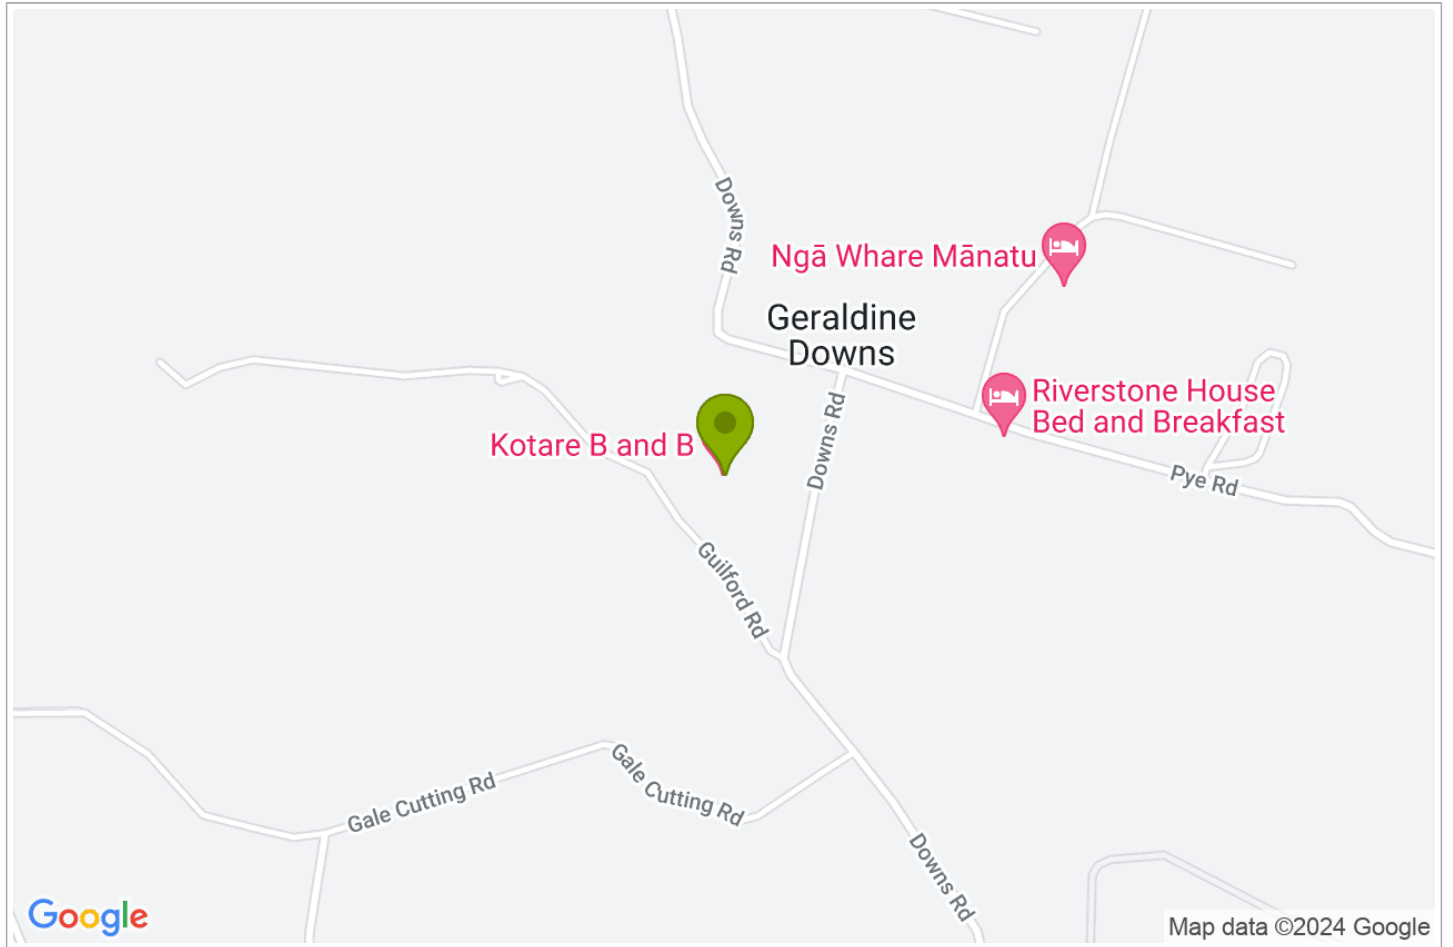 Downs Rd
Ngā Whare Mānatu
Geraldine
Downs
Riverstone House
Bed and Breakfast
Downs Rd
Kotare B and B
Pye Rd
Guilford Rd
Gale Cutting Rd
Gale Cutting Rd
Downs Rd
Google
Map data ©2024 Google